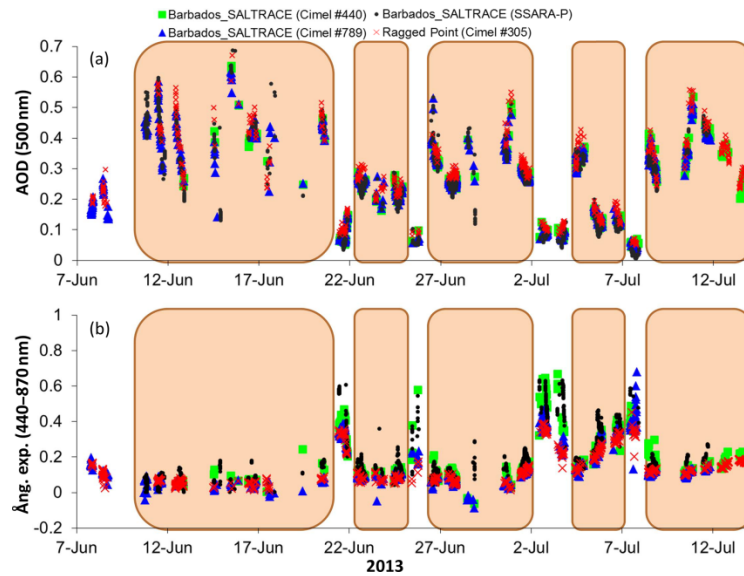 Barbados_SALTRACE (Cimel #440) Barbados_SALTRACE (SSARA-P)
Barbados_SALTRACE (Cimel #789) Ragged Point (Cimel #305)
(a)
AOD (500 nm)
0.7
0.6
0.5
0.4
0.3
0.2
0.1
0
7-Jun 12-Jun 17-Jun 22-Jun 27-Jun 2-Jul 7-Jul 12-Jul
(b)
Ång. exp. (440–870 nm)
1
0.8
0.6
0.4
0.2
0
-0.2
7-Jun 12-Jun 17-Jun 22-Jun 27-Jun 2-Jul 7-Jul 12-Jul
2013